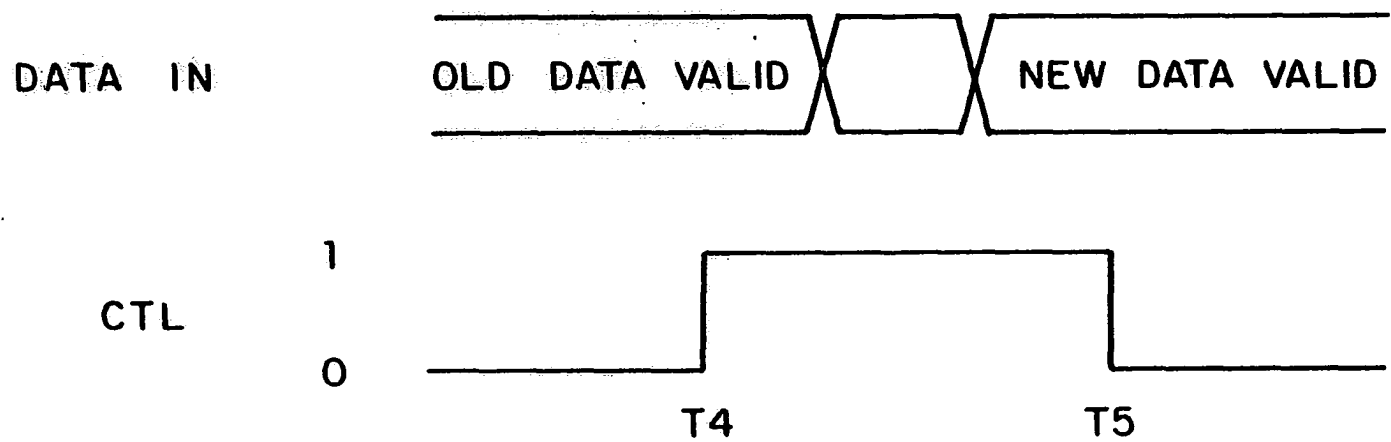 DATA IN OLD DATA VALID NEW DATA VALID
1
CTL
0
T4 T5